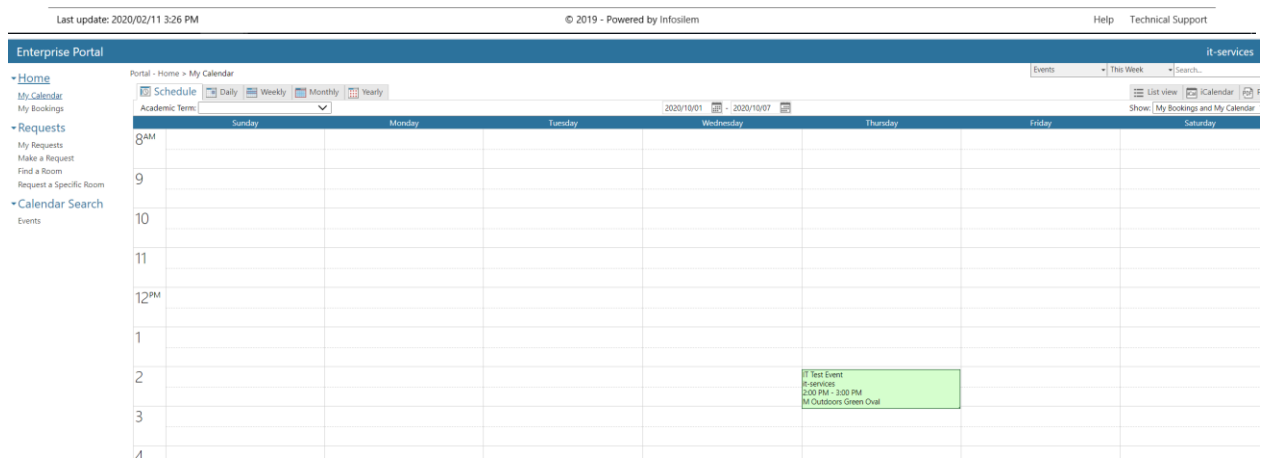 Last update: 2020/02/11 3:26 PM © 2019 - Powered by Infosilem Help Technical Support
Enterprise Portal it-services
Home
My Calendar
My Bookings
Requests
My Requests
Make a Request
Find a Room
Request a Specific Room
Calendar Search
Events
Portal - Home > My Calendar Events This Week Search...
Schedule Daily Weekly Monthly Yearly List view iCalendar
Academic Term: 2020/10/01 - 2020/10/07 Show: My Bookings and My Calendar
Sunday Monday Tuesday Wednesday Thursday Friday Saturday
8AM
9
10
11
12PM
1
2
IT Test Event
it-services
2:00 PM - 3:00 PM
M Outdoors Green Oval
3
4